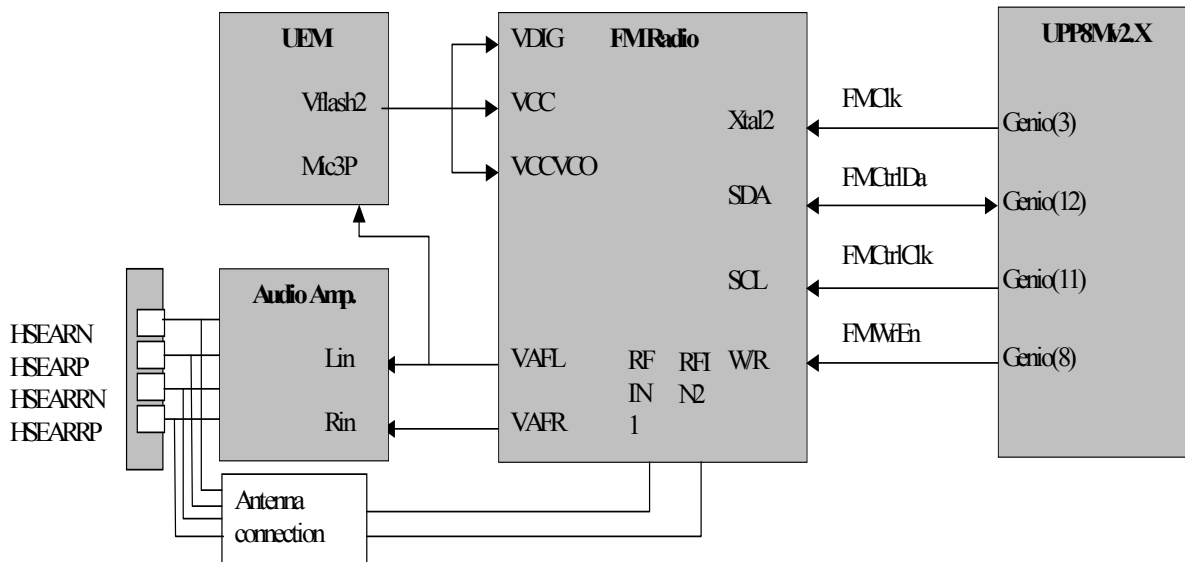 UEM
Vflash2
Mic3P
VDIG
FMRadio
VCC
VCCVCO
Xtal2
SDA
SCL
WR
VAFL
VAFR
RF
IN
1
RFI
N2
UPP8Mv2.X
FMClk
Genio(3)
FMCtrlDa
Genio(12)
FMCtrlClk
Genio(11)
FMWrEn
Genio(8)
Audio Amp.
Lin
Rin
HSEARN
HSEARP
HSEARRN
HSEARRP
Antenna
connection